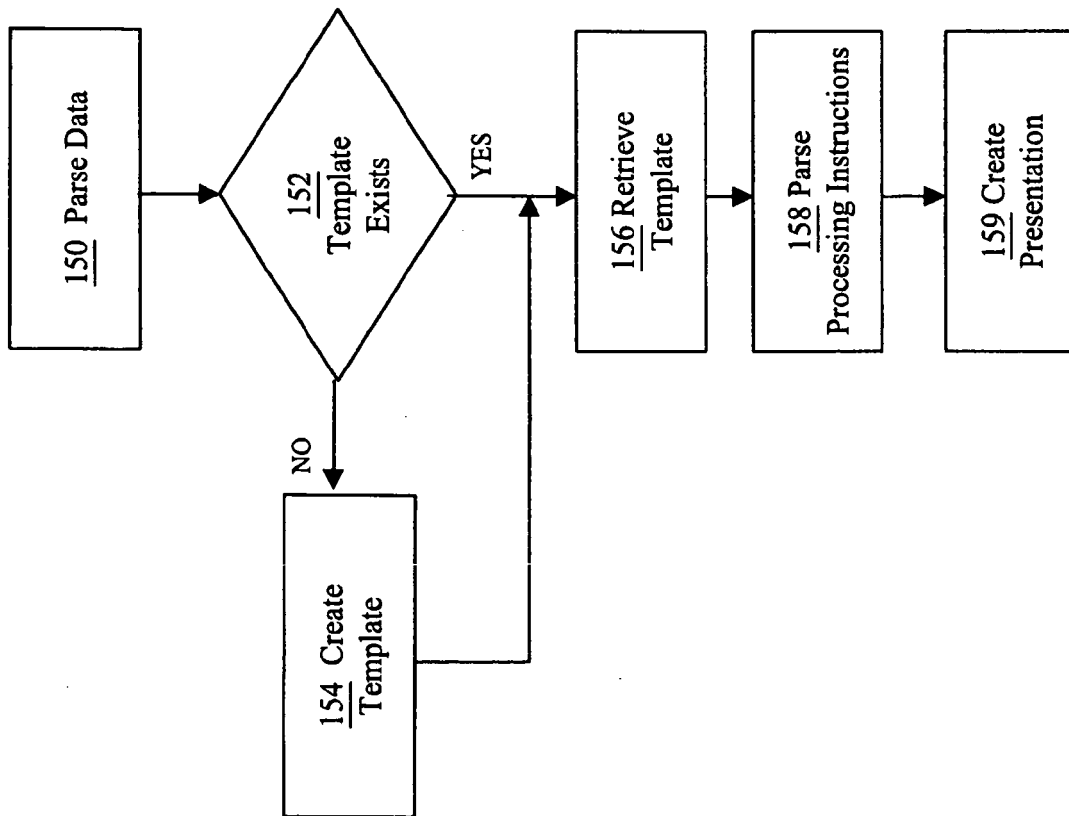 150 Parse Data
152
Template
Exists
YES
NO
154 Create
Template
156 Retrieve
Template
158 Parse
Processing Instructions
159 Create
Presentation